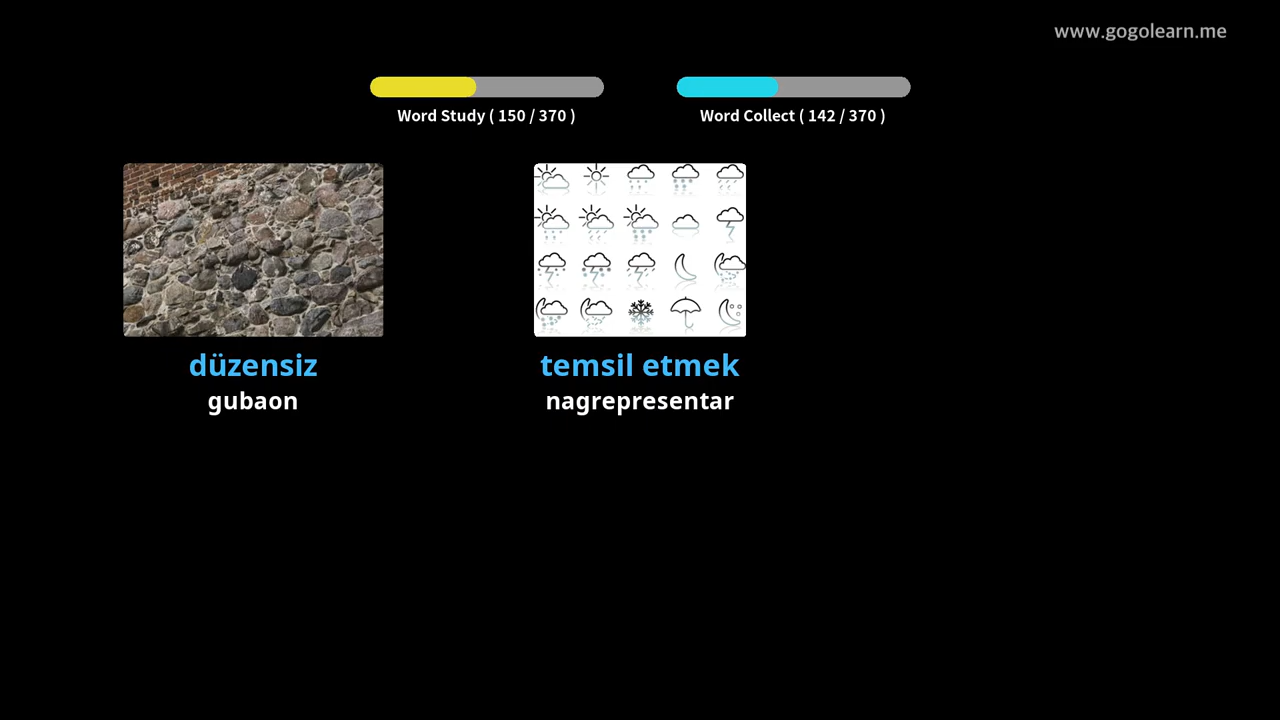 www.gogolearn.me
Word Study ( 150 / 370 )
Word Collect ( 142 / 370 )
düzensiz
gubaon
temsil etmek
nagrepresentar